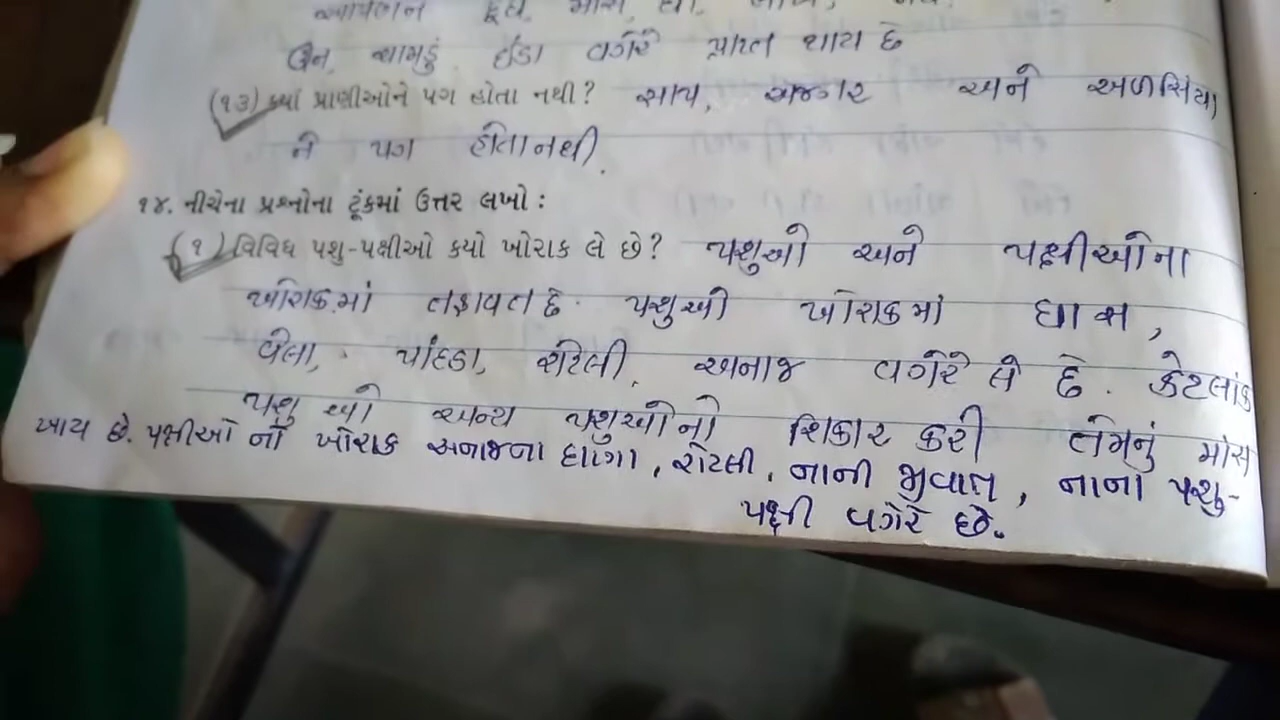 આપણને દૂધ, માંસ, ઘી,
ઊન, ચામડું. ઈંડા વગેરે પ્રાપ્ત થાય છે
(૧૩) કયાં પ્રાણીઓને પગ હોતા નથી? સાપ, અજગર અને અળસિયા
ને પગ હોતા નથી.
૧૪. નીચેના પ્રશ્નોના ટૂંકમાં ઉત્તર લખો :
(૧) વિવિધ પશુ-પક્ષીઓ કયો ખોરાક લે છે? પશુઓ અને પક્ષીઓના
ખોરાકમાં તફાવત છે. પશુઓ ખોરાકમાં ઘાસ,
વેલા, પાંદડા, રોટલી, અનાજ વગેરે લે છે. કેટલાંક
પશુઓ અન્ય પશુઓનો શિકાર કરી તેમનું માંસ
ખાય છે. પક્ષીઓ નો ખોરાક અનાજના દાણા, રોટલી, નાની જીવાત, નાના પશુ-
પક્ષી વગેરે છે.